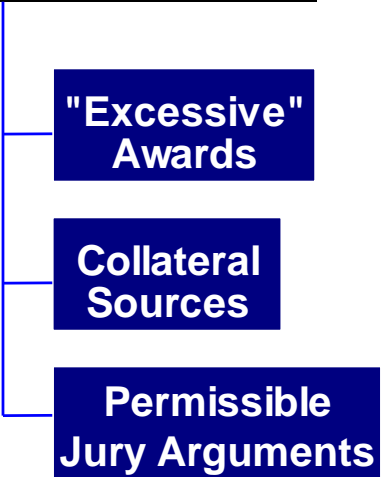 "Excessive"
Awards
Collateral
Sources
Permissible
Jury Arguments